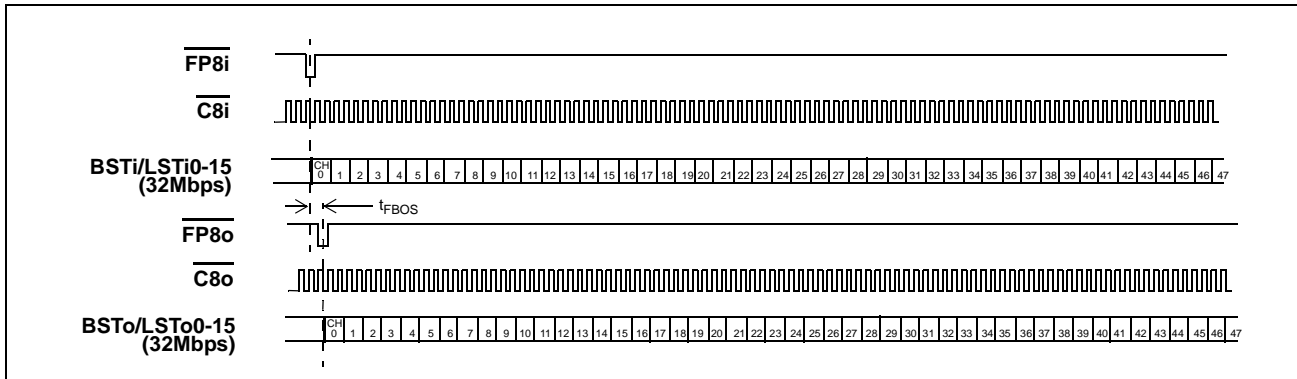 FP8i
C8i
BSTi/LSTi0-15
(32Mbps)
CH
0 1 2 3 4 5 6 7 8 9 10 11 12 13 14 15 16 17 18 19 20 21 22 23 24 25 26 27 28 29 30 31 32 33 34 35 36 37 38 39 40 41 42 43 44 45 46 47
tFBOS
FP8o
C8o
BSTo/LSTo0-15
(32Mbps)
CH
0 1 2 3 4 5 6 7 8 9 10 11 12 13 14 15 16 17 18 19 20 21 22 23 24 25 26 27 28 29 30 31 32 33 34 35 36 37 38 39 40 41 42 43 44 45 46 47